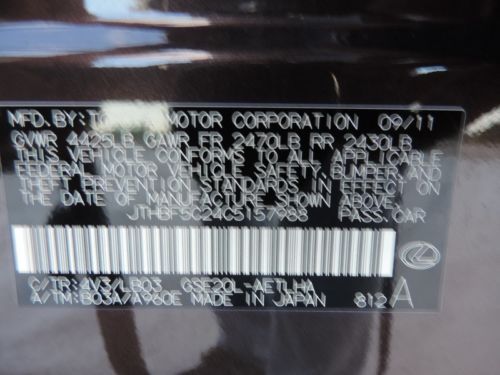 MFD. BY: TOYOTA MOTOR CORPORATION 09/11
GVWR 4425LB GAWR FR 2470LB RR 2430LB
THIS VEHICLE CONFORMS TO ALL APPLICABLE
FEDERAL MOTOR VEHICLE SAFETY, BUMPER, AND
THEFT PREVENTION STANDARDS IN EFFECT ON
THE DATE OF MANUFACTURE SHOWN ABOVE.
JTHBF5C24C5157988 PASS. CAR
C/TR: 4V3/LB03 GSE20L-AETLHA
A/TM: B03A/A960E MADE IN JAPAN 812 A